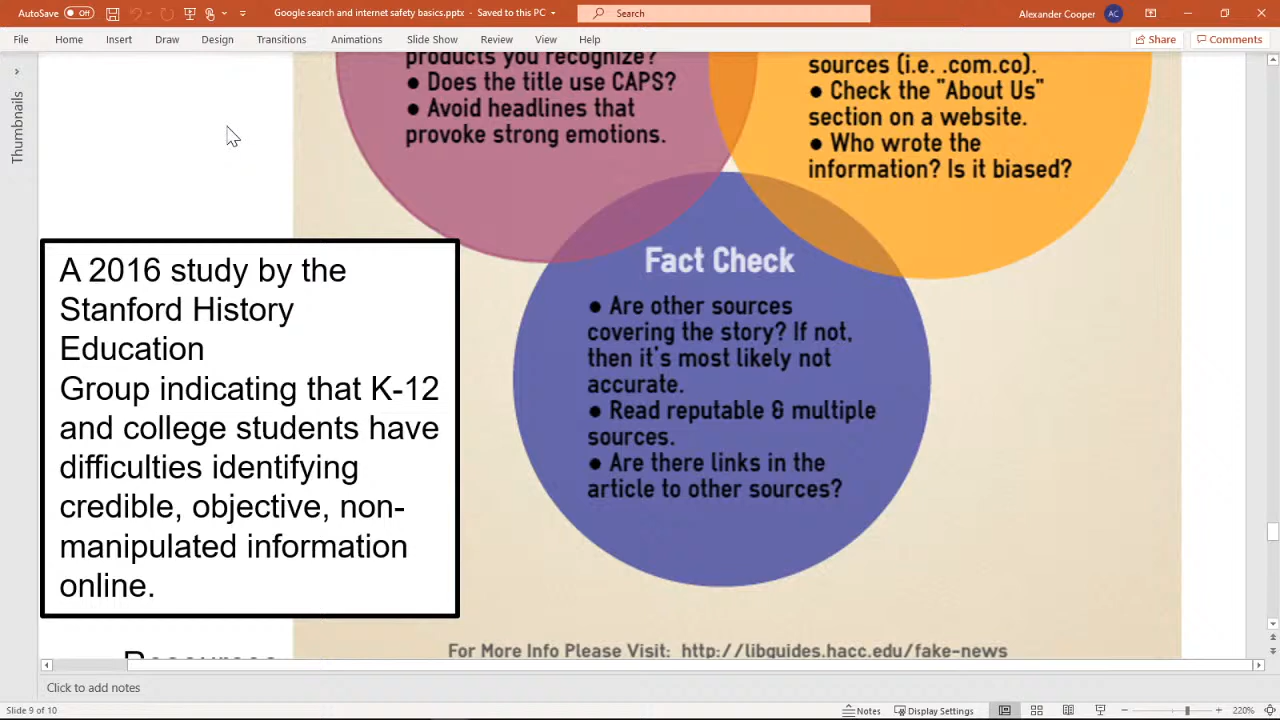 AutoSave Off Google search and internet safety basics.pptx - Saved to this PC Search Alexander Cooper AC
File Home Insert Draw Design Transitions Animations Slide Show Review View Help Share Comments
Thumbnails
products you recognize?
● Does the title use CAPS?
● Avoid headlines that
provoke strong emotions.
sources (i.e. .com.co).
● Check the "About Us"
section on a website.
● Who wrote the
information? Is it biased?
A 2016 study by the
Stanford History
Education
Group indicating that K-12
and college students have
difficulties identifying
credible, objective, non-
manipulated information
online.
Fact Check
● Are other sources
covering the story? If not,
then it's most likely not
accurate.
● Read reputable & multiple
sources.
● Are there links in the
article to other sources?
For More Info Please Visit: http://libguides.hacc.edu/fake-news
Click to add notes
Slide 9 of 10 Notes Display Settings 220%